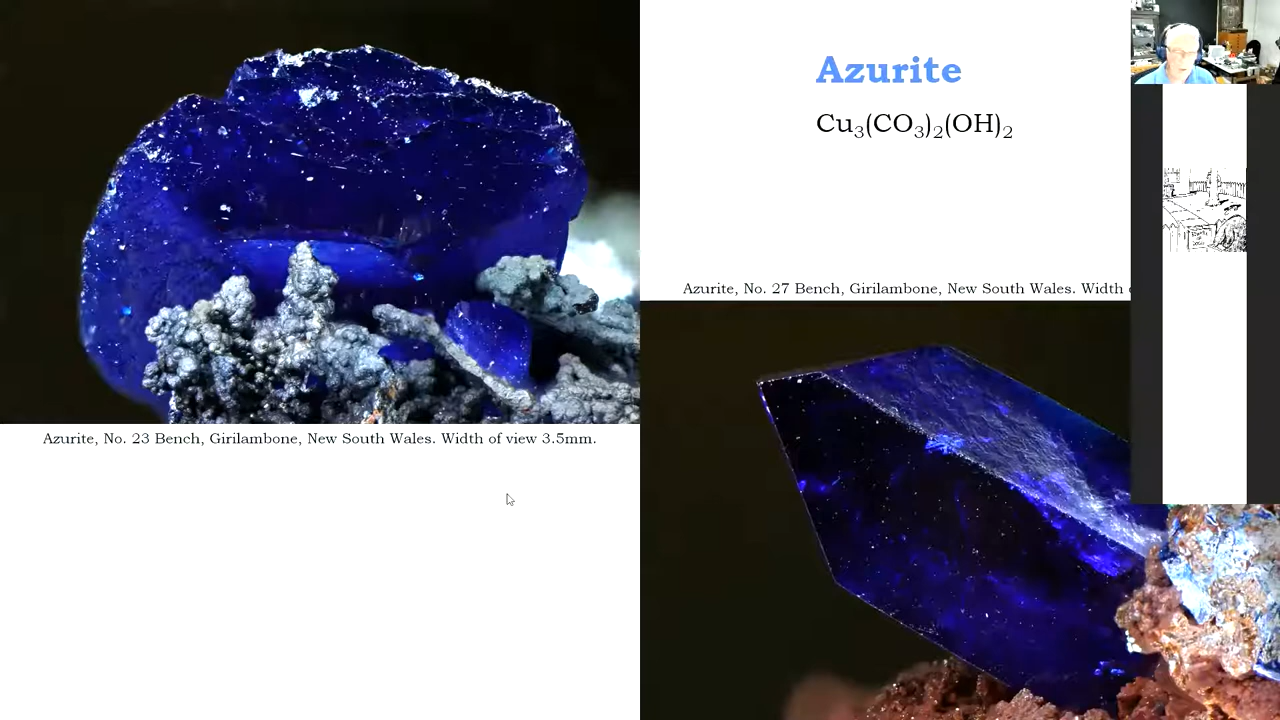 Azurite
Cu₃(CO₃)₂(OH)₂
Azurite, No. 27 Bench, Girilambone, New South Wales. Width
Azurite, No. 23 Bench, Girilambone, New South Wales. Width of view 3.5mm.